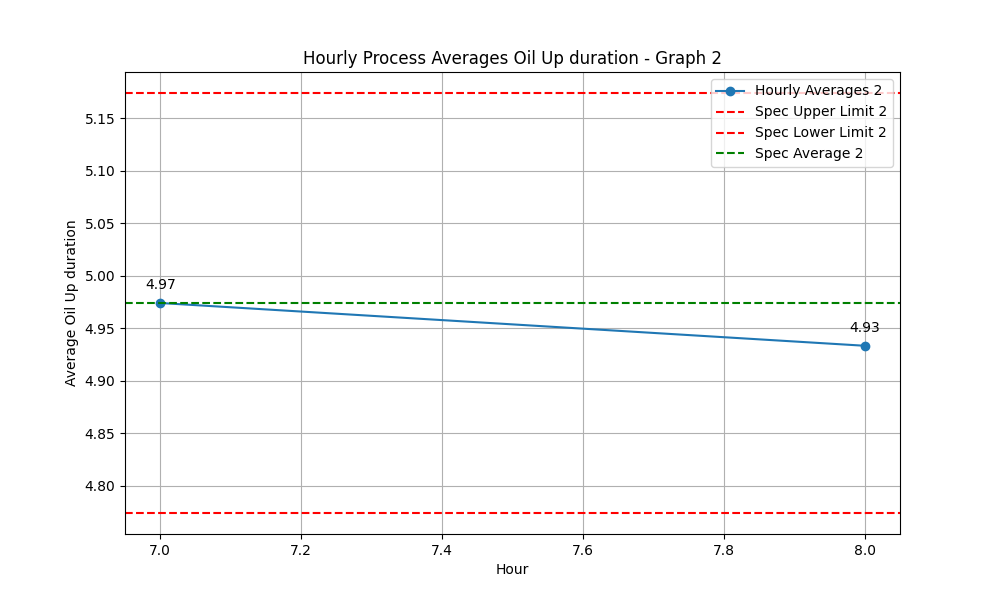 Hourly Process Averages Oil Up duration - Graph 2
Hourly Averages 2
Spec Upper Limit 2
Spec Lower Limit 2
Spec Average 2
Average Oil Up duration
5.15
5.10
5.05
5.00
4.95
4.90
4.85
4.80
4.97
4.93
7.0
7.2
7.4
7.6
7.8
8.0
Hour